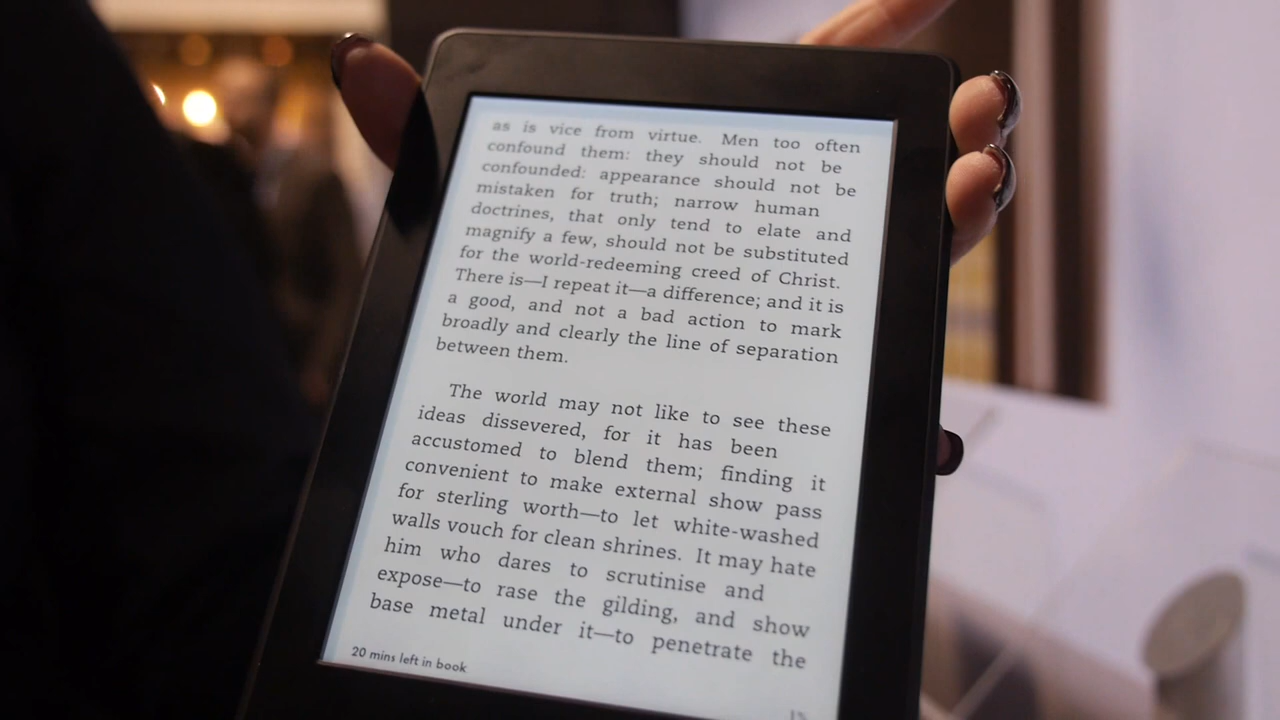 as is vice from virtue. Men too often
confound them: they should not be
confounded: appearance should not be
mistaken for truth; narrow human
doctrines, that only tend to elate and
magnify a few, should not be substituted
for the world-redeeming creed of Christ.
There is—I repeat it—a difference; and it is
a good, and not a bad action to mark
broadly and clearly the line of separation
between them.
The world may not like to see these
ideas dissevered, for it has been
accustomed to blend them; finding it
convenient to make external show pass
for sterling worth—to let white-washed
walls vouch for clean shrines. It may hate
him who dares to scrutinise and
expose—to rase the gilding, and show
base metal under it—to penetrate the
20 mins left in book